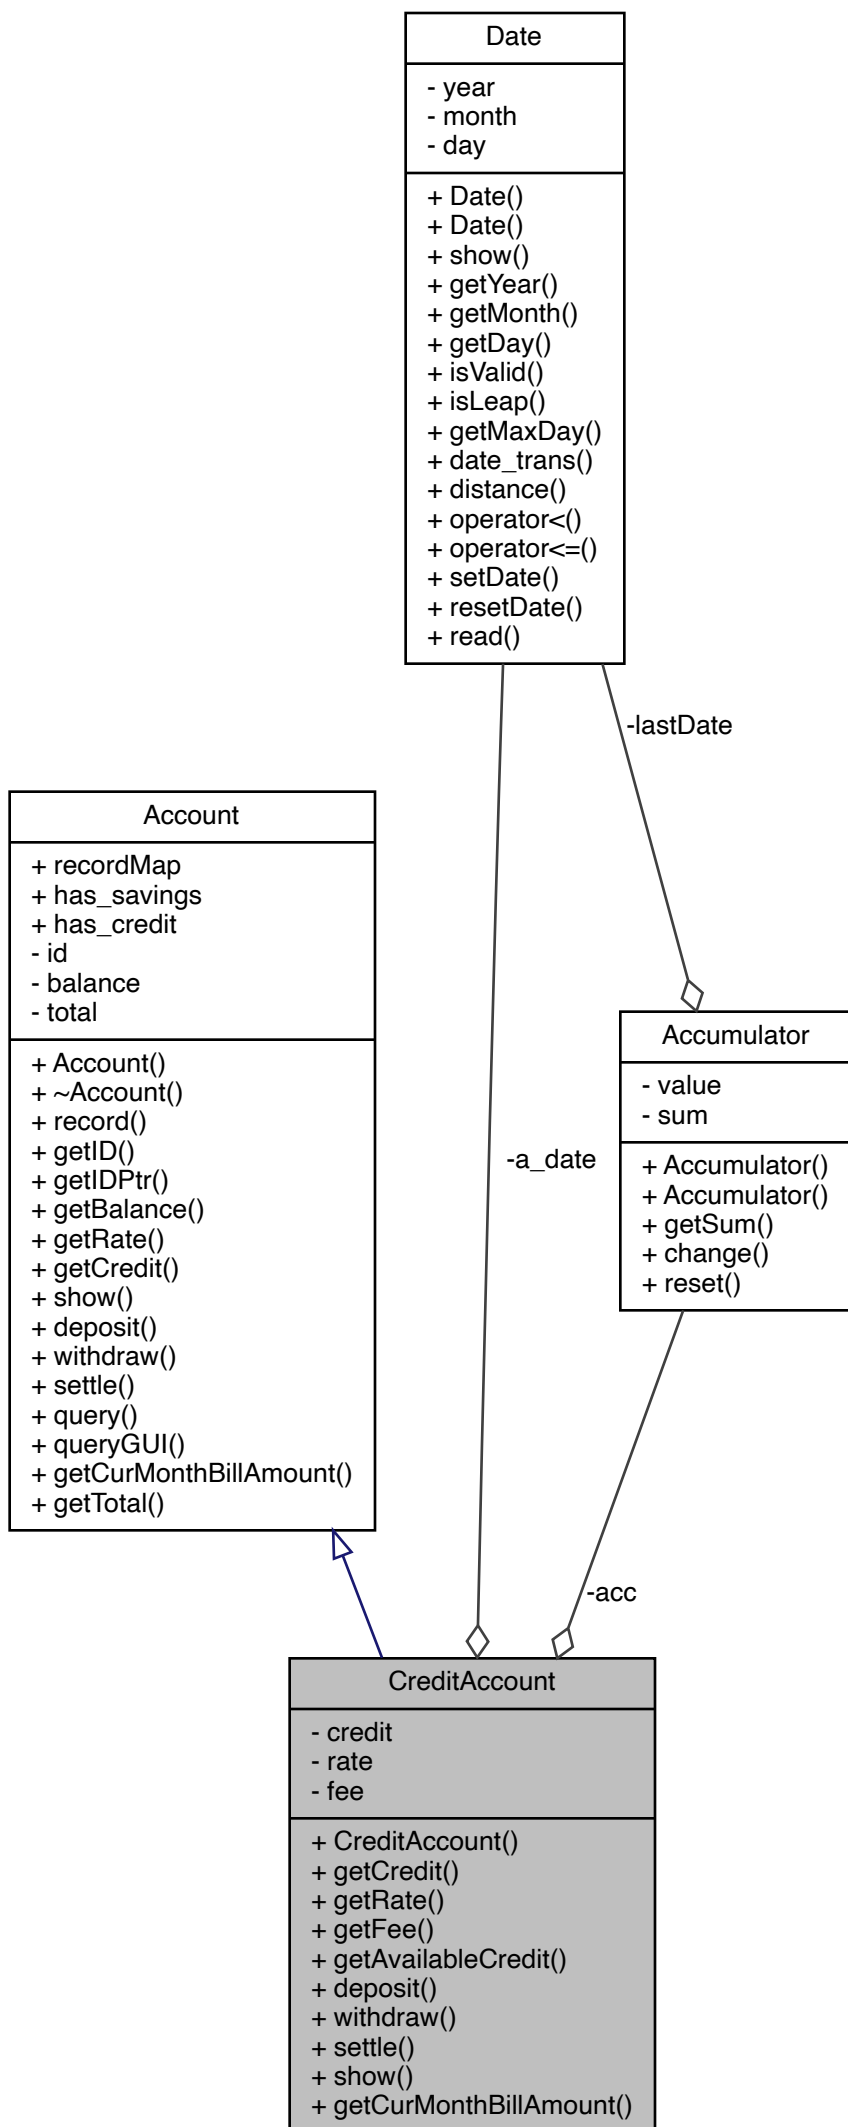 Date
- year
- month
- day
+ Date()
+ Date()
+ show()
+ getYear()
+ getMonth()
+ getDay()
+ isValid()
+ isLeap()
+ getMaxDay()
+ date_trans()
+ distance()
+ operator<()
+ operator<=()
+ setDate()
+ resetDate()
+ read()
-lastDate
Account
+ recordMap
+ has_savings
+ has_credit
- id
- balance
- total
+ Account()
+ ~Account()
+ record()
+ getID()
+ getIDPtr()
+ getBalance()
+ getRate()
+ getCredit()
+ show()
+ deposit()
+ withdraw()
+ settle()
+ query()
+ queryGUI()
+ getCurMonthBillAmount()
+ getTotal()
-a_date
Accumulator
- value
- sum
+ Accumulator()
+ Accumulator()
+ getSum()
+ change()
+ reset()
-acc
CreditAccount
- credit
- rate
- fee
+ CreditAccount()
+ getCredit()
+ getRate()
+ getFee()
+ getAvailableCredit()
+ deposit()
+ withdraw()
+ settle()
+ show()
+ getCurMonthBillAmount()